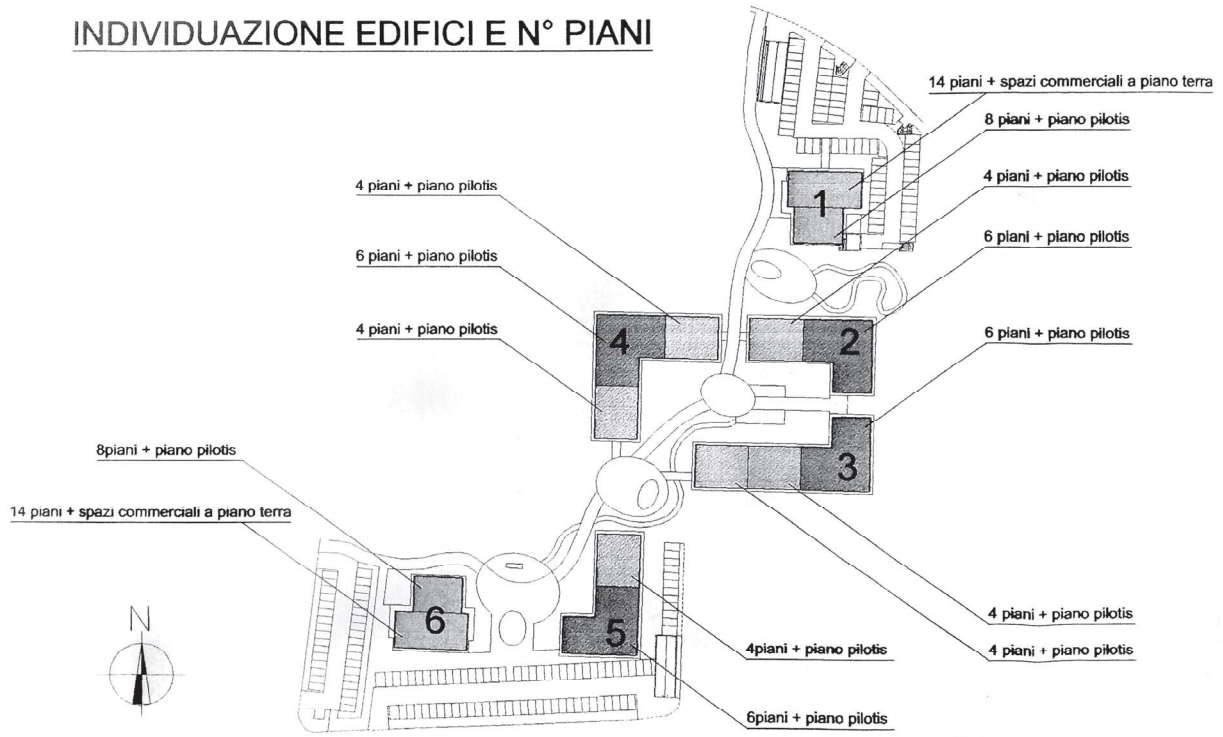 INDIVIDUAZIONE EDIFICI E N° PIANI
14 piani + spazi commerciali a piano terra
8 piani + piano pilotis
4 piani + piano pilotis
6 piani + piano pilotis
6 piani + piano pilotis
4 piani + piano pilotis
6 piani + piano pilotis
4 piani + piano pilotis
8piani + piano pilotis
14 piani + spazi commerciali a piano terra
1
2
4
3
6
5
N
4 piani + piano pilotis
4 piani + piano pilotis
4piani + piano pilotis
6piani + piano pilotis